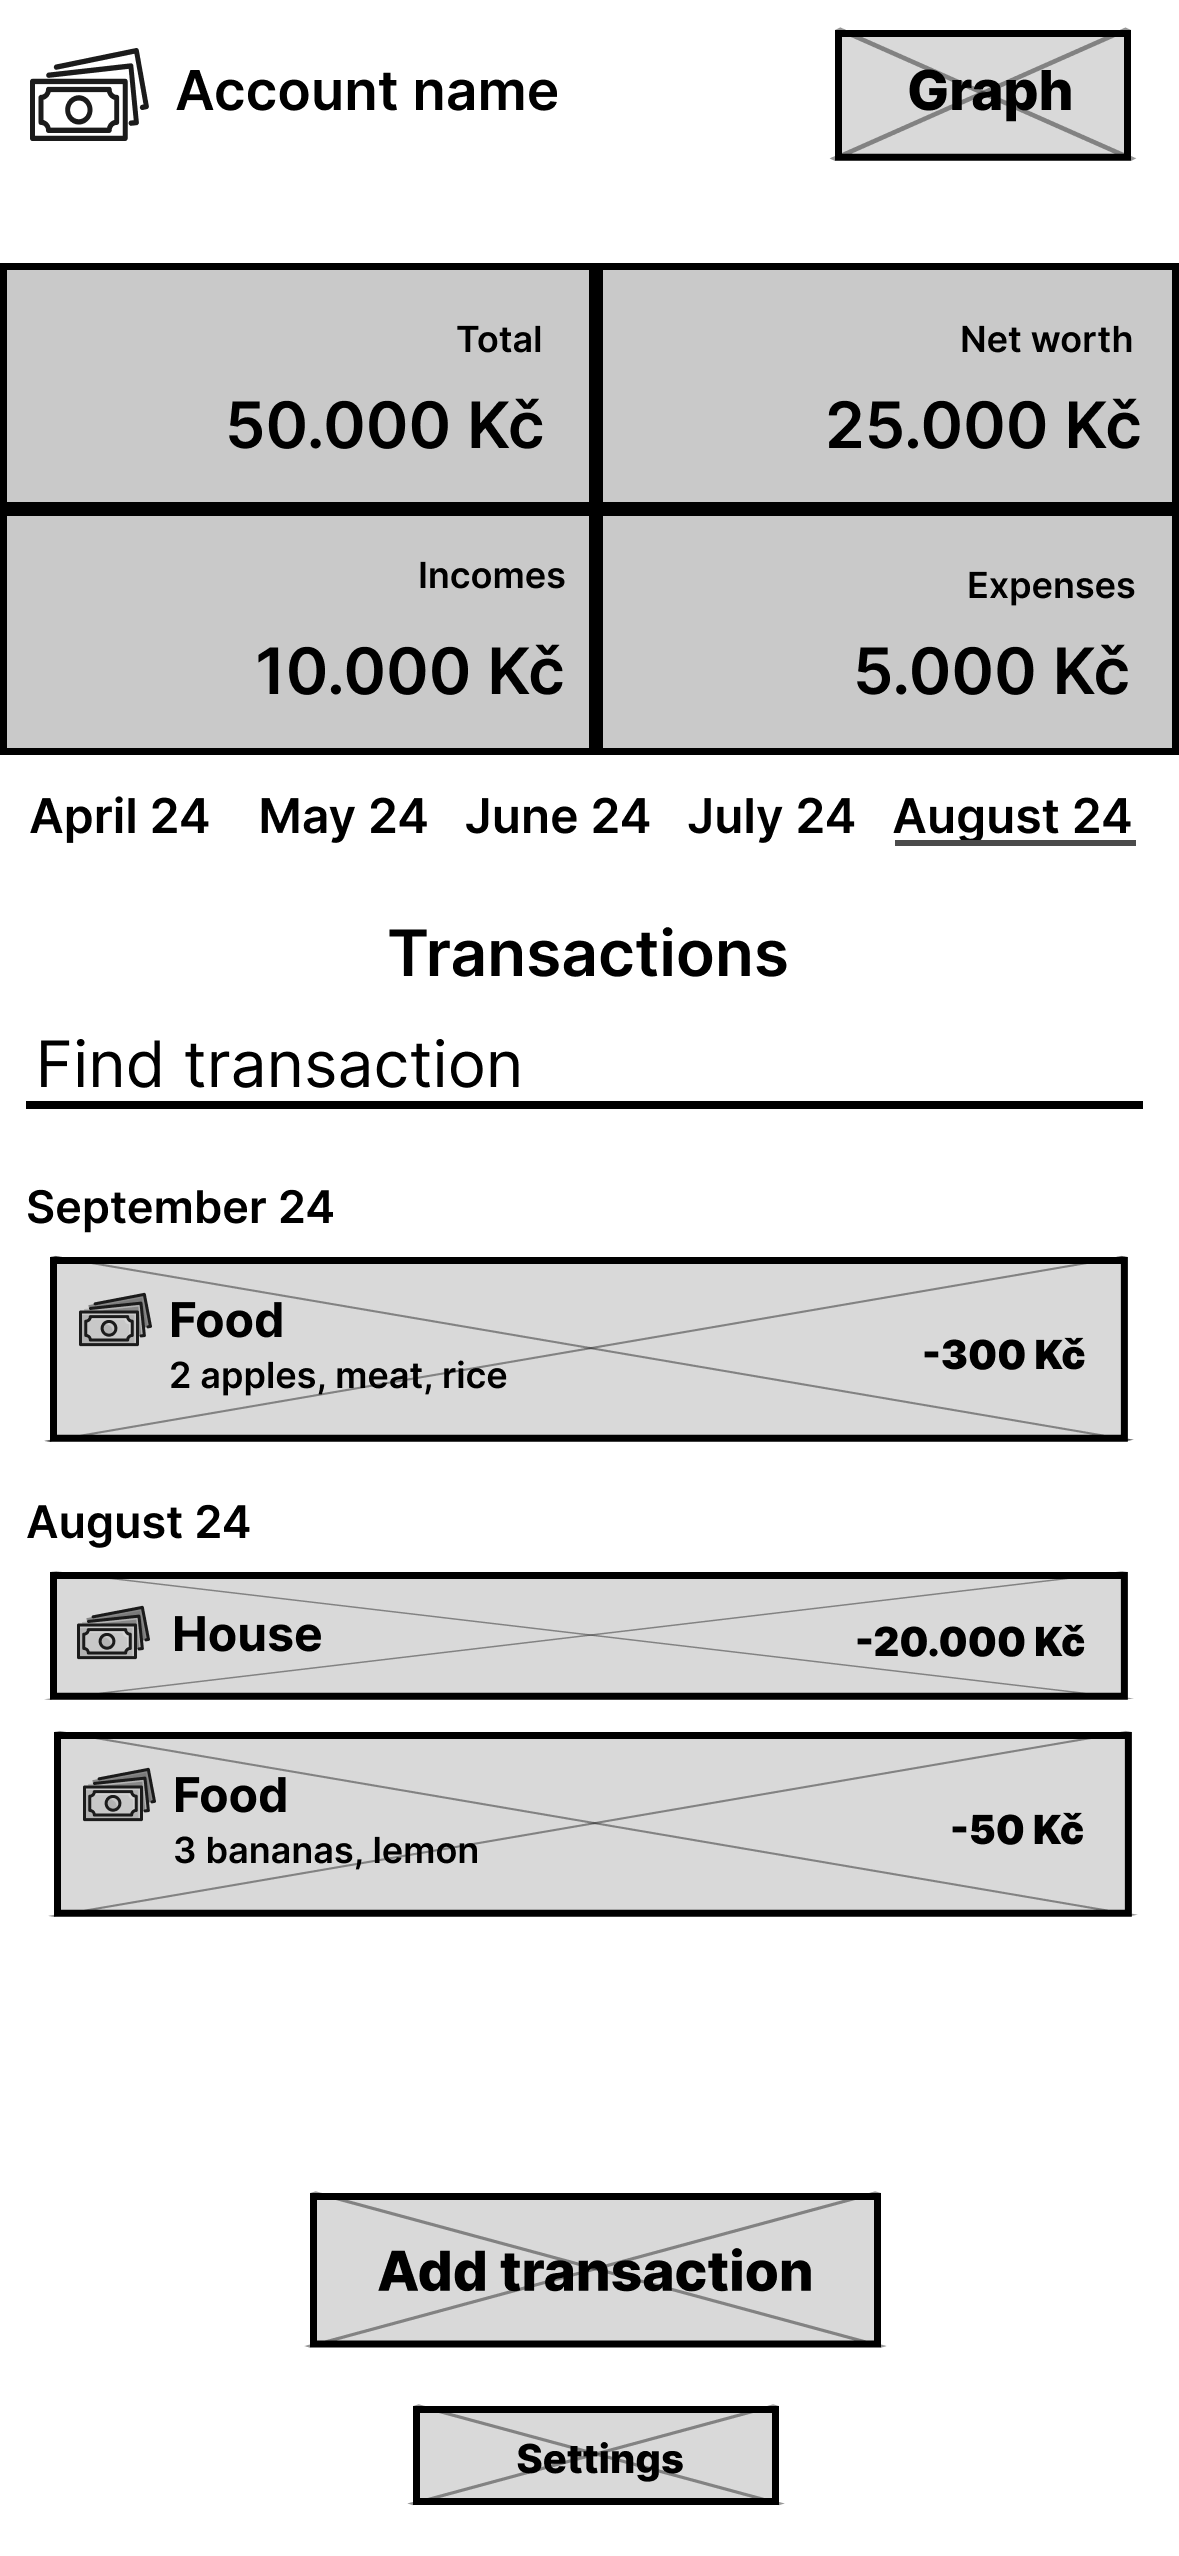 Account name
Graph
Total
50.000 Kč
Net worth
25.000 Kč
Incomes
10.000 Kč
Expenses
5.000 Kč
April 24 May 24 June 24 July 24 August 24
Transactions
Find transaction
September 24
Food
2 apples, meat, rice
-300 Kč
August 24
House
-20.000 Kč
Food
3 bananas, lemon
-50 Kč
Add transaction
Settings